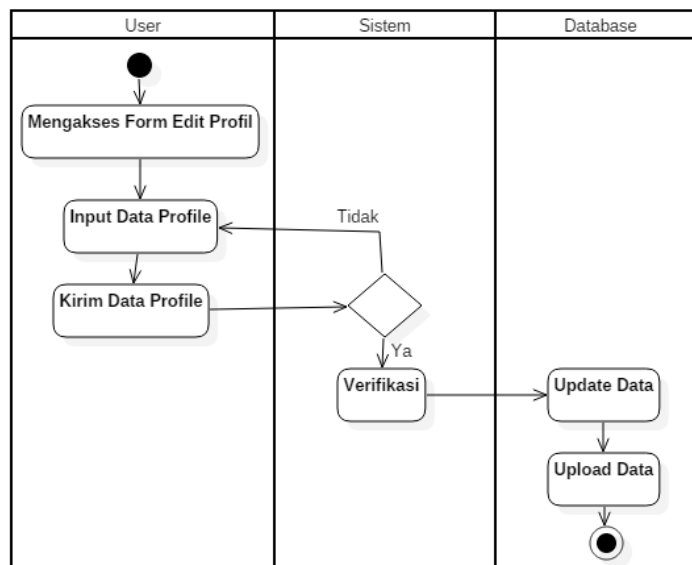 User
Sistem
Database
Mengakses Form Edit Profil
Input Data Profile
Tidak
Kirim Data Profile
Ya
Verifikasi
Update Data
Upload Data